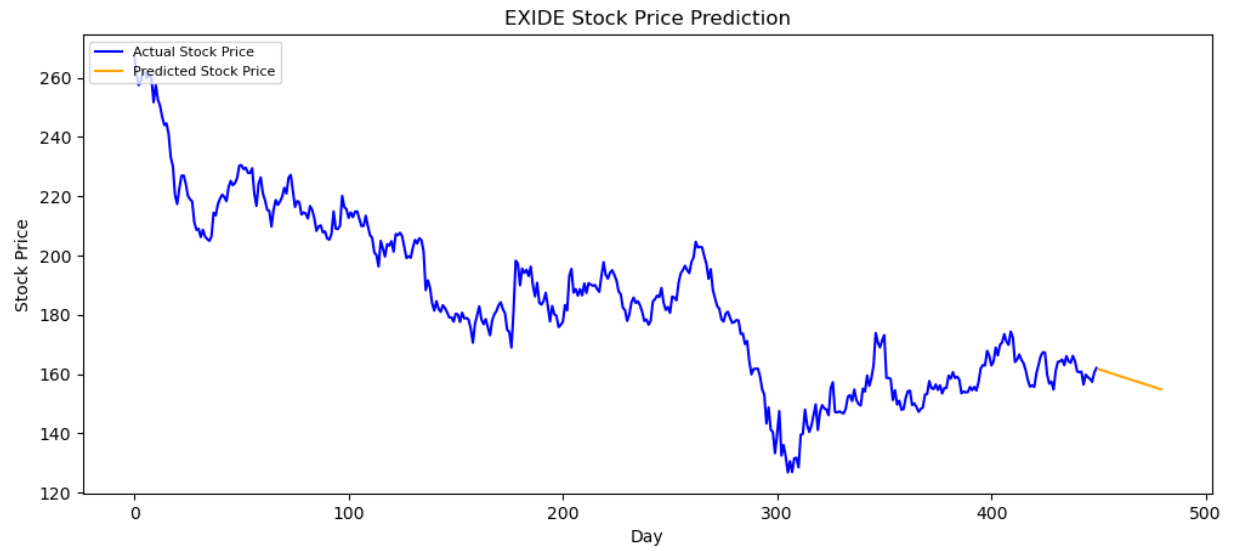 EXIDE Stock Price Prediction
Actual Stock Price
Predicted Stock Price
Stock Price
260
240
220
200
180
160
140
120
0 100 200 300 400 500
Day